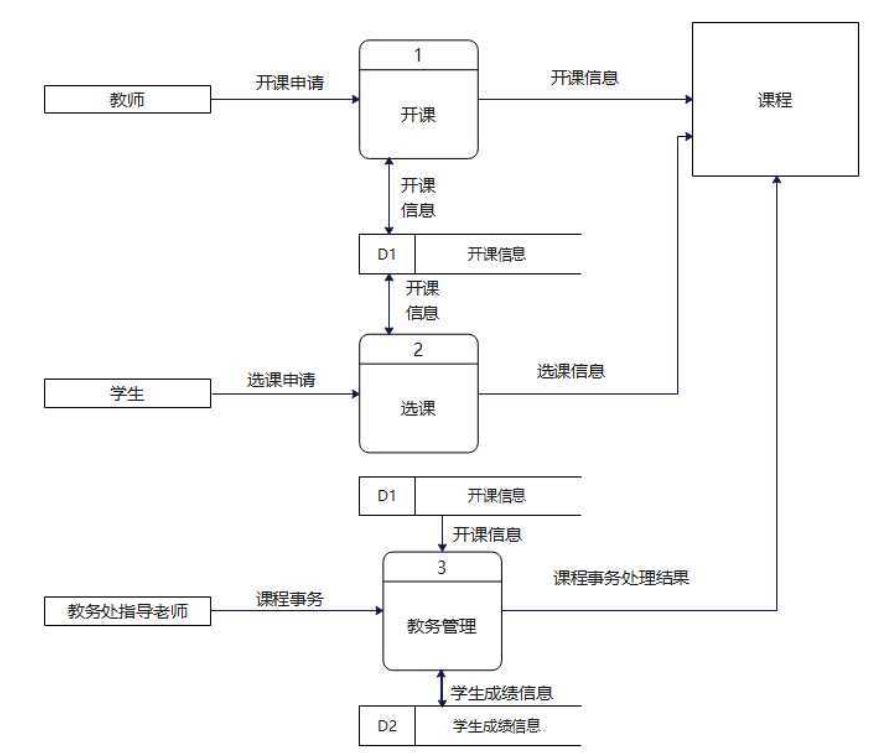 1
开课申请
开课信息
教师
开课
课程
开课
信息
D1 开课信息
开课
信息
2
选课申请
选课信息
学生
选课
D1 开课信息
开课信息
3
课程事务处理结果
课程事务
教务处指导老师
教务管理
学生成绩信息
D2 学生成绩信息